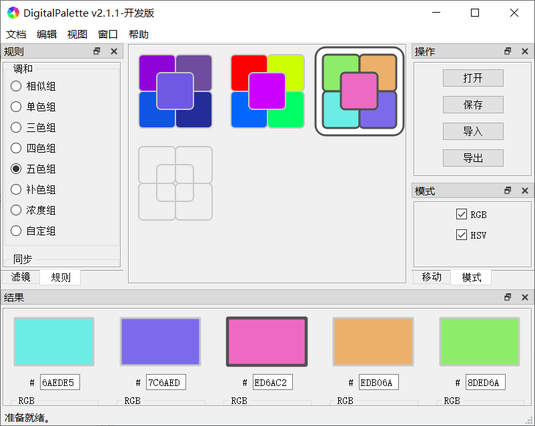 DigitalPalette v2.1.1-开发版
文档 编辑 视图 窗口 帮助
规则
调和
相似组
单色组
三色组
四色组
五色组
补色组
浓度组
自定组
同步
滤镜 规则
操作
打开
保存
导入
导出
模式
RGB
HSV
移动 模式
结果
# 6AEDE5 # 7C6AED # ED6AC2 # EDB06A # 8DED6A
RGB RGB RGB RGB RGB
准备就绪。